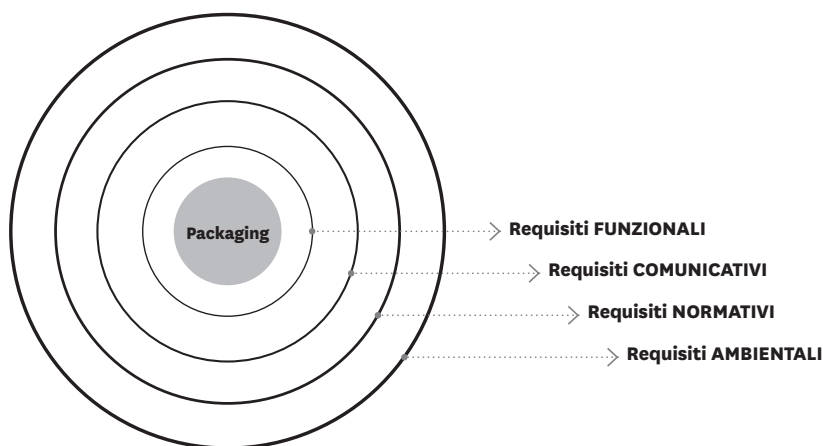 Packaging
Requisiti FUNZIONALI
Requisiti COMUNICATIVI
Requisiti NORMATIVI
Requisiti AMBIENTALI